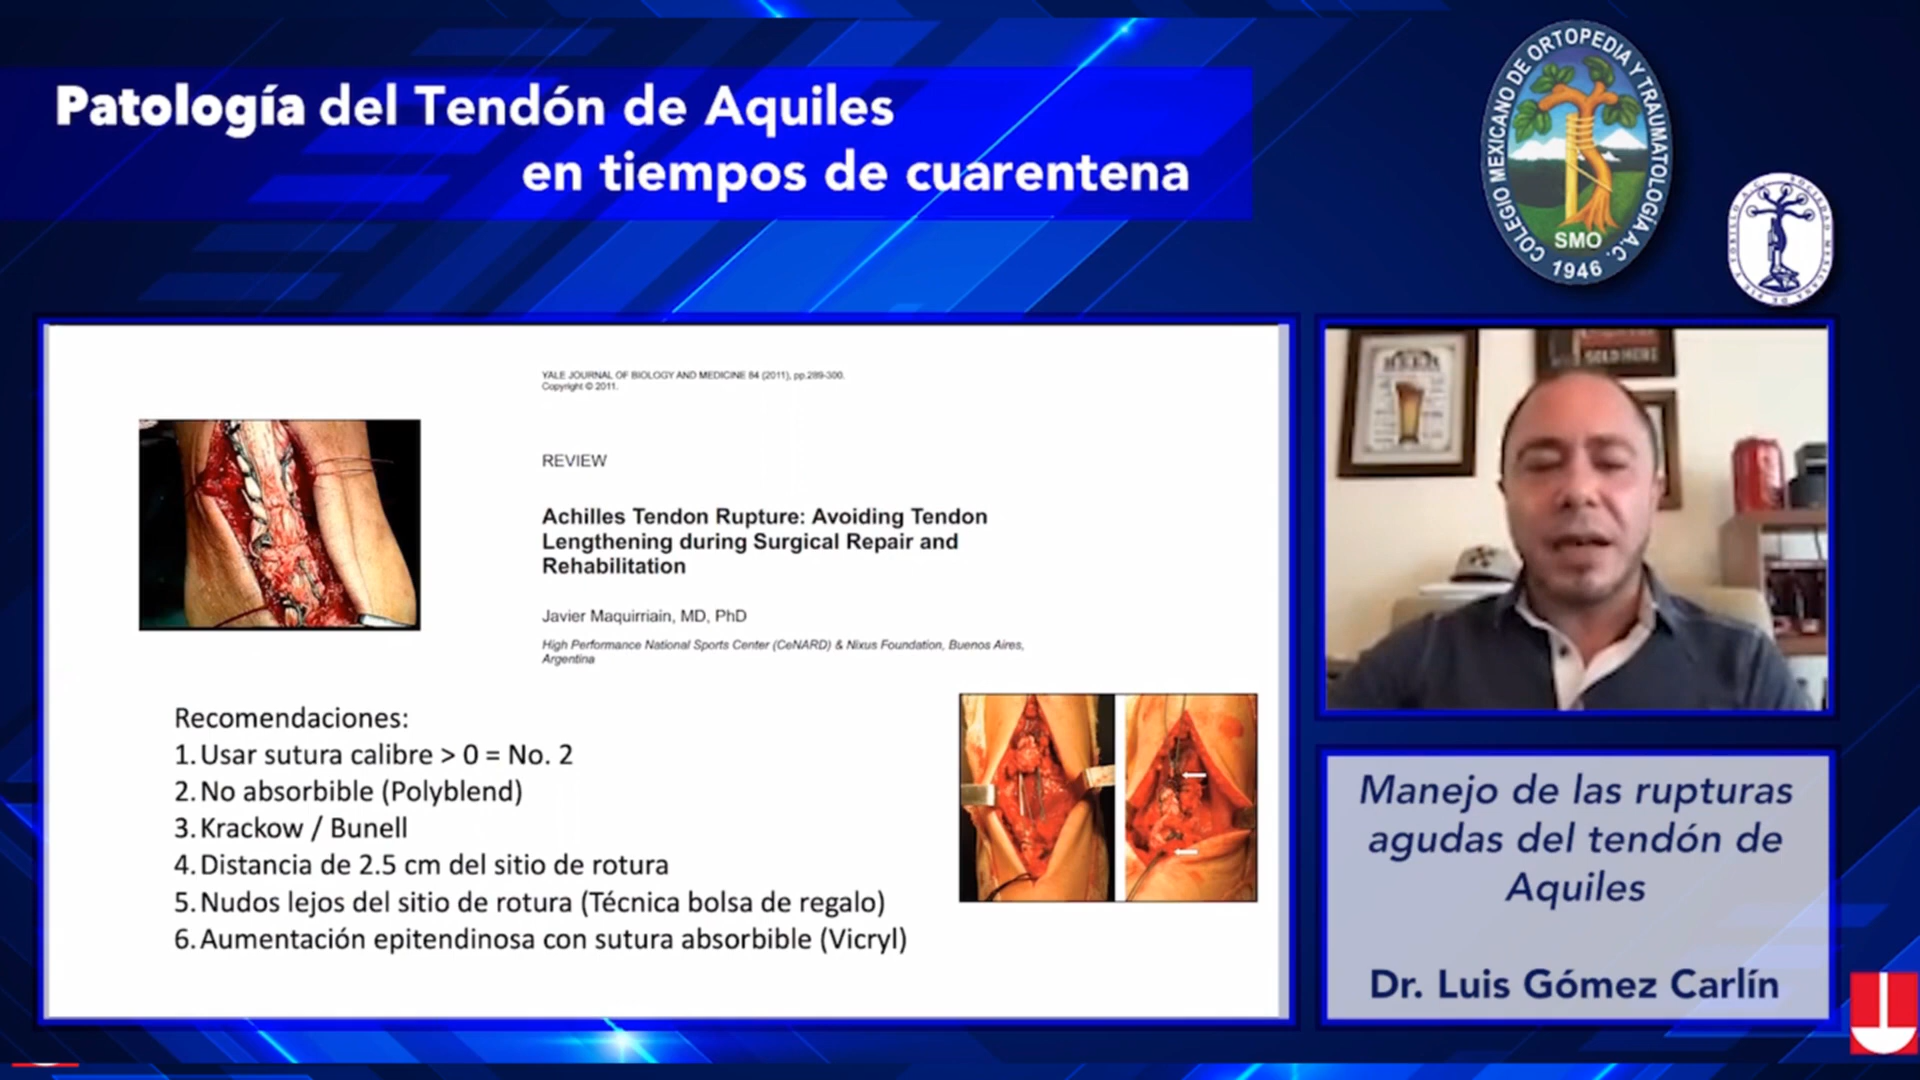 Patología del Tendón de Aquiles
en tiempos de cuarentena
COLEGIO MEXICANO DE ORTOPEDIA Y TRAUMATOLOGÍA A.C.
SMO
1946
YALE JOURNAL OF BIOLOGY AND MEDICINE 84 (2011), pp.289-300.
Copyright © 2011.
REVIEW
Achilles Tendon Rupture: Avoiding Tendon
Lengthening during Surgical Repair and
Rehabilitation
Javier Maquirriain, MD, PhD
High Performance National Sports Center (CeNARD) & Nixus Foundation, Buenos Aires,
Argentina
Recomendaciones:
1. Usar sutura calibre > 0 = No. 2
2. No absorbible (Polyblend)
3. Krackow / Bunell
4. Distancia de 2.5 cm del sitio de rotura
5. Nudos lejos del sitio de rotura (Técnica bolsa de regalo)
6. Aumentación epitendinosa con sutura absorbible (Vicryl)
BEER
SOLD HERE
Manejo de las rupturas
agudas del tendón de
Aquiles
Dr. Luis Gómez Carlín